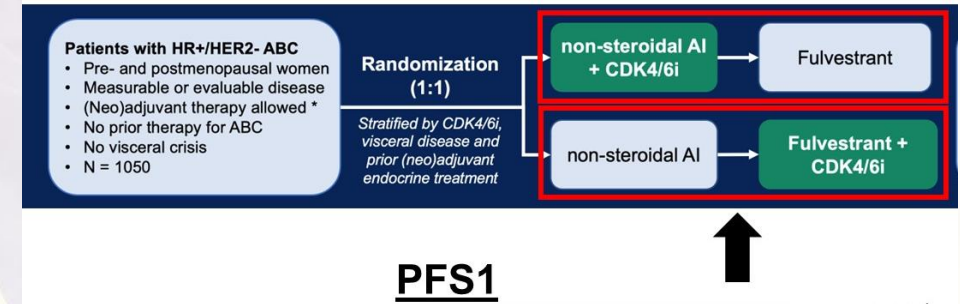 Patients with HR+/HER2- ABC
• Pre- and postmenopausal women
• Measurable or evaluable disease
• (Neo)adjuvant therapy allowed *
• No prior therapy for ABC
• No visceral crisis
• N = 1050
Randomization
(1:1)
Stratified by CDK4/6i,
visceral disease and
prior (neo)adjuvant
endocrine treatment
non-steroidal AI
+ CDK4/6i
Fulvestrant
non-steroidal AI
Fulvestrant +
CDK4/6i
PFS1